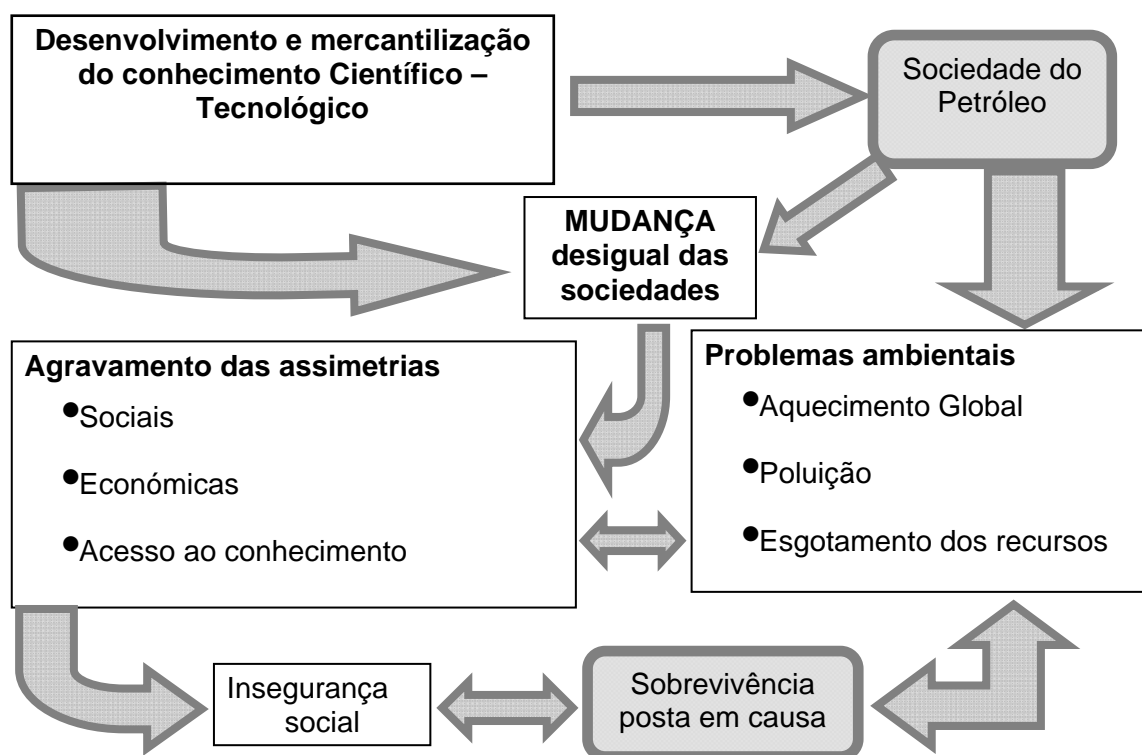 Desenvolvimento e mercantilização
do conhecimento Científico –
Tecnológico
Sociedade do
Petróleo
MUDANÇA
desigual das
sociedades
Agravamento das assimetrias
●Sociais
●Económicas
●Acesso ao conhecimento
Problemas ambientais
●Aquecimento Global
●Poluição
●Esgotamento dos recursos
Insegurança
social
Sobrevivência
posta em causa